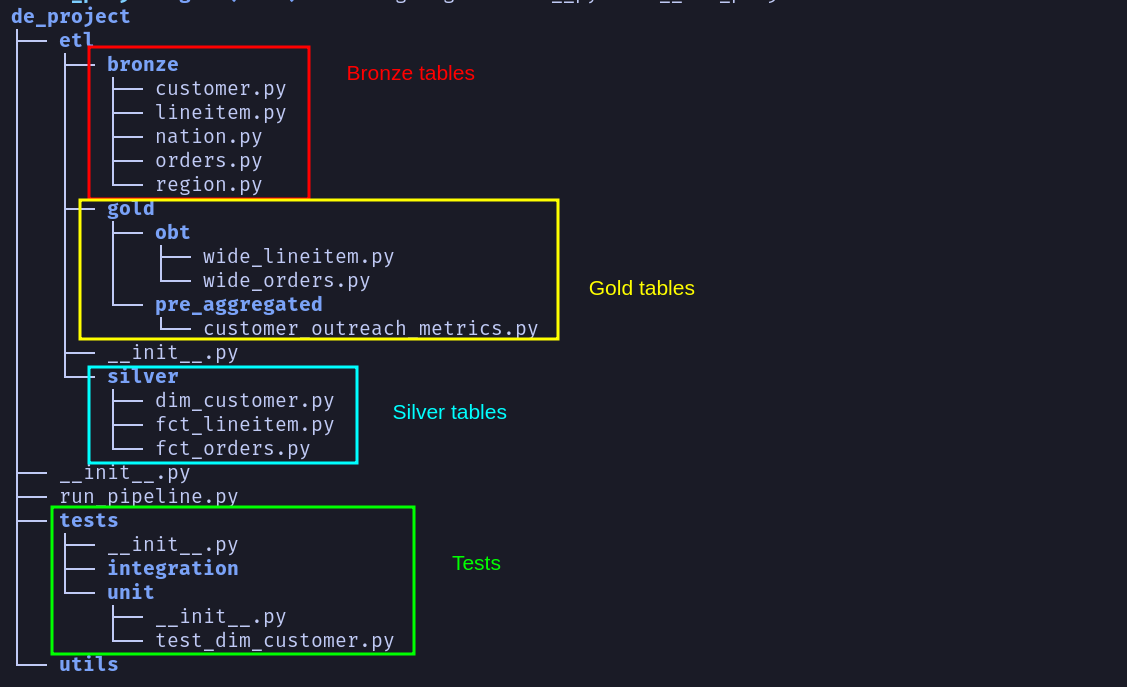 de_project
etl
bronze
Bronze tables
customer.py
lineitem.py
nation.py
orders.py
region.py
gold
obt
wide_lineitem.py
wide_orders.py
Gold tables
pre_aggregated
customer_outreach_metrics.py
__init__.py
silver
dim_customer.py
Silver tables
fct_lineitem.py
fct_orders.py
__init__.py
run_pipeline.py
tests
__init__.py
Tests
integration
unit
__init__.py
test_dim_customer.py
utils